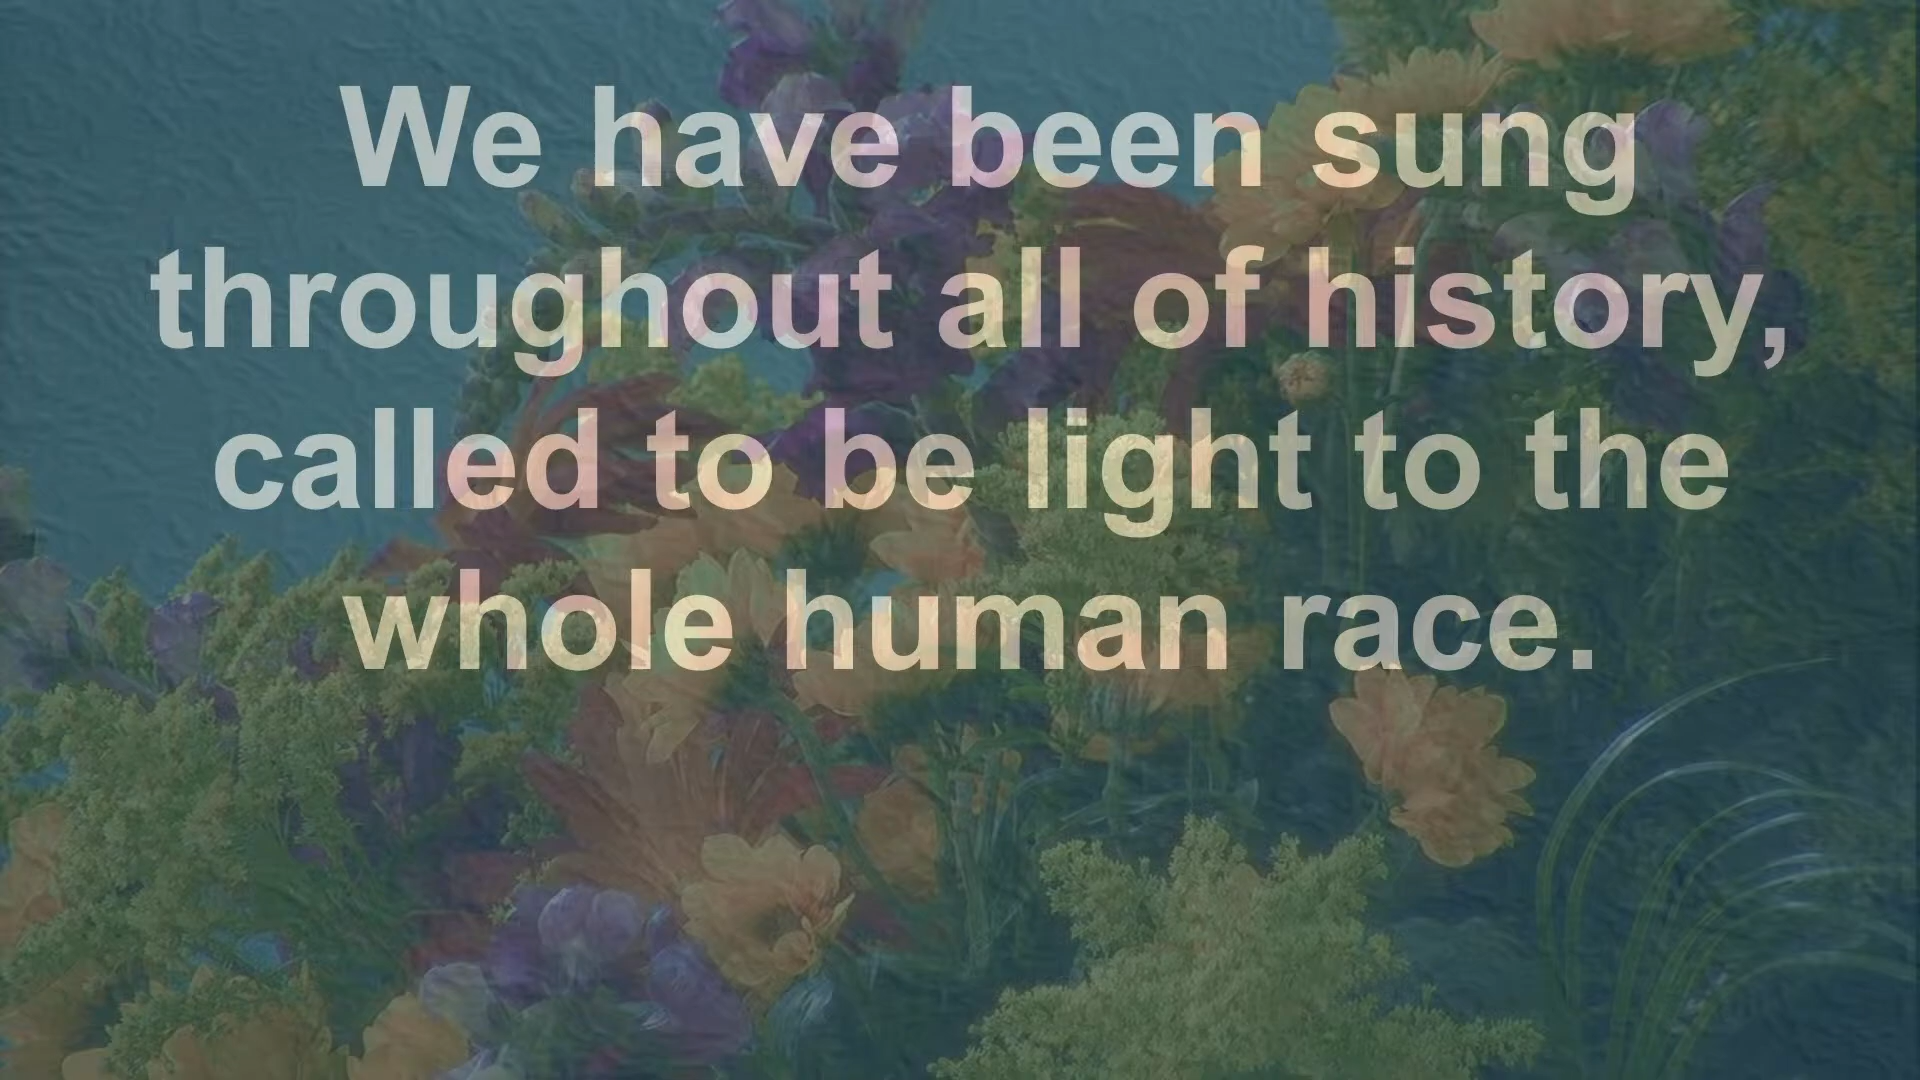 We have been sung
throughout all of history,
called to be light to the
whole human race.